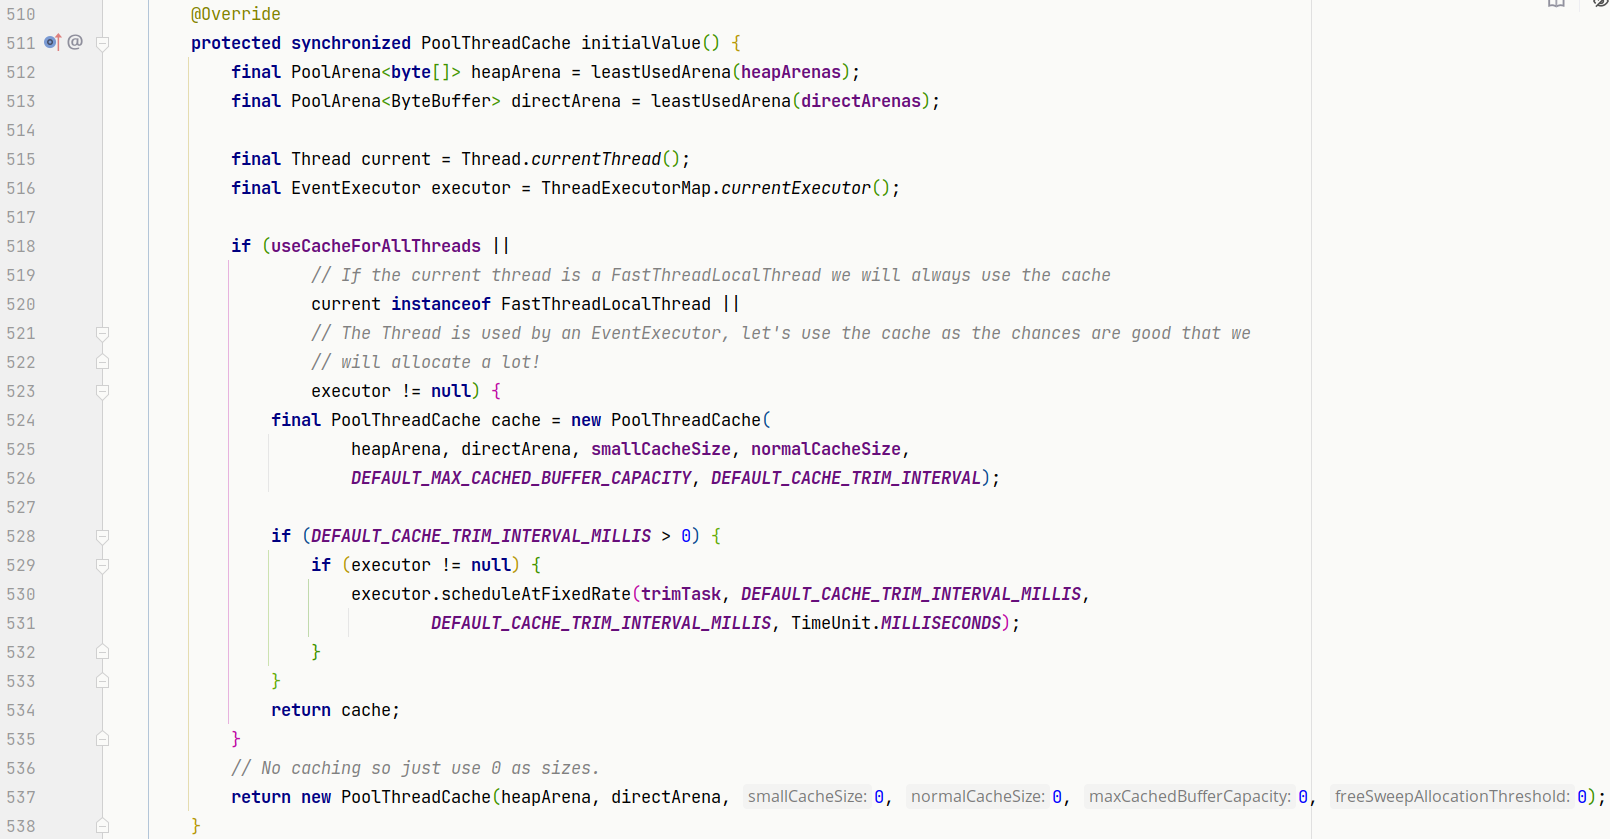 510 @Override
511 @ protected synchronized PoolThreadCache initialValue() {
512 final PoolArena<byte[]> heapArena = leastUsedArena(heapArenas);
513 final PoolArena<ByteBuffer> directArena = leastUsedArena(directArenas);
514
515 final Thread current = Thread.currentThread();
516 final EventExecutor executor = ThreadExecutorMap.currentExecutor();
517
518 if (useCacheForAllThreads ||
519 // If the current thread is a FastThreadLocalThread we will always use the cache
520 current instanceof FastThreadLocalThread ||
521 // The Thread is used by an EventExecutor, let's use the cache as the chances are good that we
522 // will allocate a lot!
523 executor != null) {
524 final PoolThreadCache cache = new PoolThreadCache(
525 heapArena, directArena, smallCacheSize, normalCacheSize,
526 DEFAULT_MAX_CACHED_BUFFER_CAPACITY, DEFAULT_CACHE_TRIM_INTERVAL);
527
528 if (DEFAULT_CACHE_TRIM_INTERVAL_MILLIS > 0) {
529 if (executor != null) {
530 executor.scheduleAtFixedRate(trimTask, DEFAULT_CACHE_TRIM_INTERVAL_MILLIS,
531 DEFAULT_CACHE_TRIM_INTERVAL_MILLIS, TimeUnit.MILLISECONDS);
532 }
533 }
534 return cache;
535 }
536 // No caching so just use 0 as sizes.
537 return new PoolThreadCache(heapArena, directArena, smallCacheSize: 0, normalCacheSize: 0, maxCachedBufferCapacity: 0, freeSweepAllocationThreshold: 0);
538 }